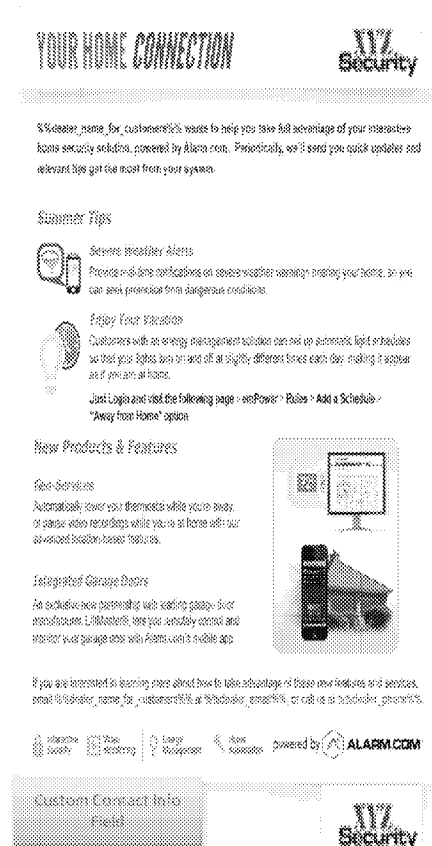 YOUR HOME CONNECTION
XYZ
Security
%%dealer_name_for_customers%% wants to help you take full advantage of your interactive
home security solution, powered by Alarm.com. Periodically, we'll send you quick updates and
relevant tips get the most from your system.
Summer Tips
Severe Weather Alerts
Provide real-time notifications on severe weather warnings nearing your home, so you
can seek protection from dangerous conditions.
Enjoy Your Vacation
Customers with an energy management solution can set up automatic light schedules
so that your lights turn on and off at slightly different times each day, making it appear
as if you are at home.
Just Login and visit the following page > emPower > Rules > Add a Schedule >
"Away from Home" option
New Products & Features
Geo-Services
Automatically lower your thermostat while you're away,
or pause video recordings while you're at home with our
advanced location-based features.
Integrated Garage Doors
An exclusive new partnership with leading garage door
manufacturer, LiftMaster®, lets you remotely control and
monitor your garage door with Alarm.com's mobile app
If you are interested in learning more about how to take advantage of these new features and services,
email %%dealer_name_for_customers%% at %%dealer_email%%, or call us at %%dealer_phone%%.
Interactive Security
Video Monitoring
Energy Management
Home Automation
powered by ALARM.COM
Custom Contact Info
Field
XYZ
Security